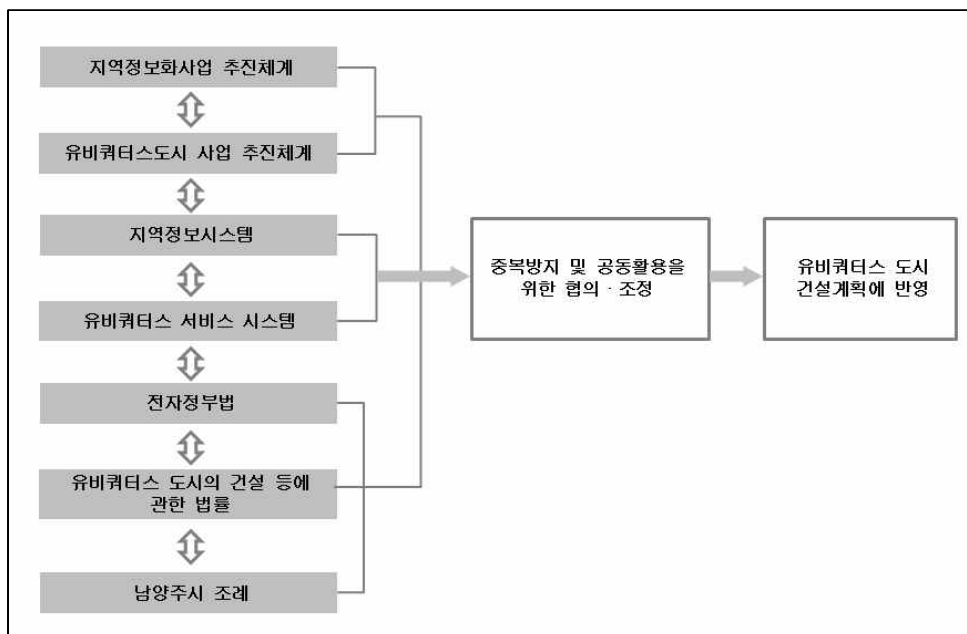 지역정보화사업 추진체계
유비쿼터스도시 사업 추진체계
지역정보시스템
유비쿼터스 서비스 시스템
전자정부법
유비쿼터스 도시의 건설 등에
관한 법률
남양주시 조례
중복방지 및 공동활용을
위한 협의·조정
유비쿼터스 도시
건설계획에 반영